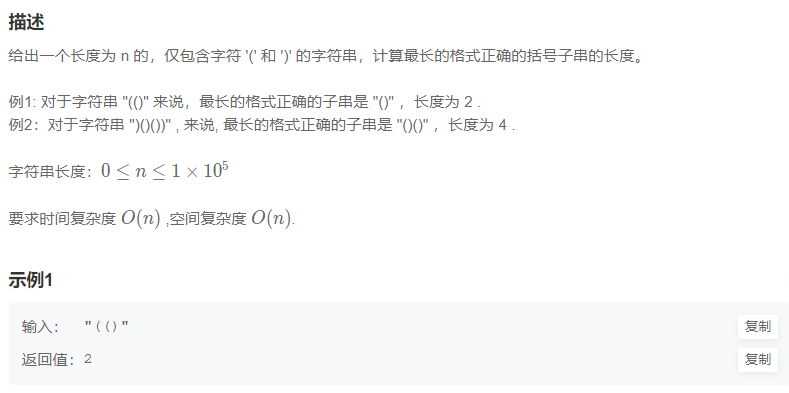 描述
给出一个长度为 n 的，仅包含字符 '(' 和 ')' 的字符串，计算最长的格式正确的括号子串的长度。
例1: 对于字符串 "(()" 来说，最长的格式正确的子串是 "()" ，长度为 2 .
例2：对于字符串 ")()())" , 来说, 最长的格式正确的子串是 "()()" ，长度为 4 .
字符串长度：0 ≤ n ≤ 1 × 10⁵
要求时间复杂度 O(n) ,空间复杂度 O(n).
示例1
输入： "(()" 复制
返回值：2 复制